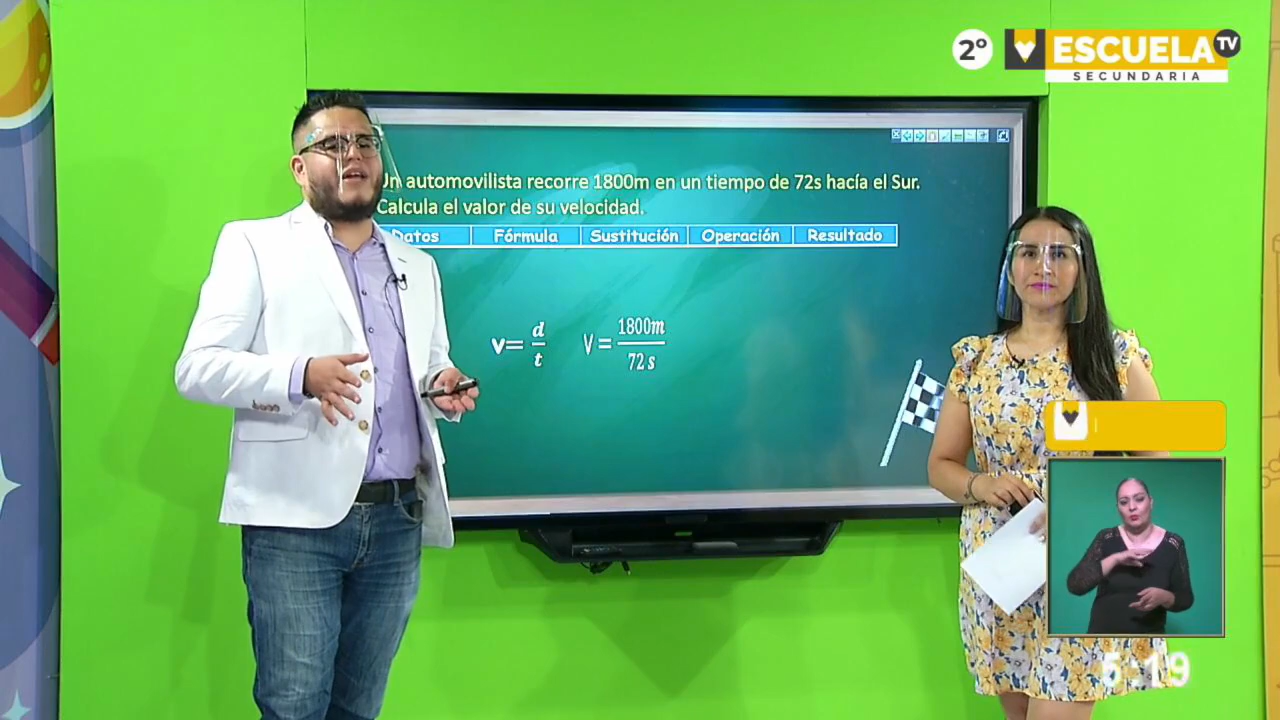 2º
ESCUELA TV
SECUNDARIA
Un automovilista recorre 1800m en un tiempo de 72s hacía el Sur.
Calcula el valor de su velocidad.
Datos Fórmula Sustitución Operación Resultado
v= d/t V= 1800m/72 s
5:19